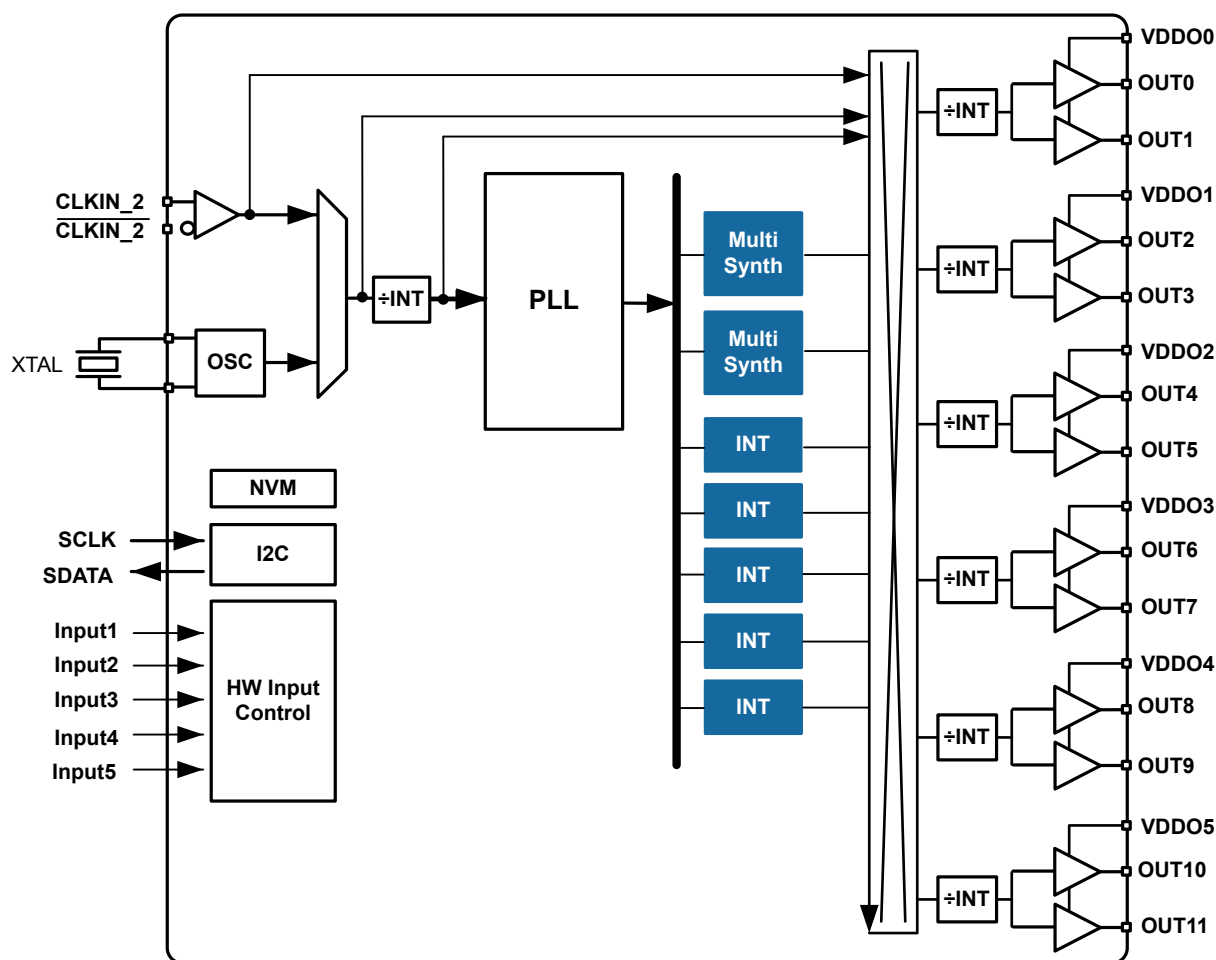 VDDO0
OUT0
÷INT
OUT1
CLKIN_2
CLKIN_2
VDDO1
OUT2
÷INT
OUT3
Multi
Synth
÷INT
PLL
Multi
Synth
XTAL
OSC
VDDO2
OUT4
÷INT
OUT5
INT
NVM
SCLK
I2C
SDATA
INT
INT
VDDO3
OUT6
÷INT
OUT7
Input1
Input2
Input3
Input4
Input5
HW Input
Control
INT
INT
VDDO4
OUT8
÷INT
OUT9
VDDO5
OUT10
÷INT
OUT11